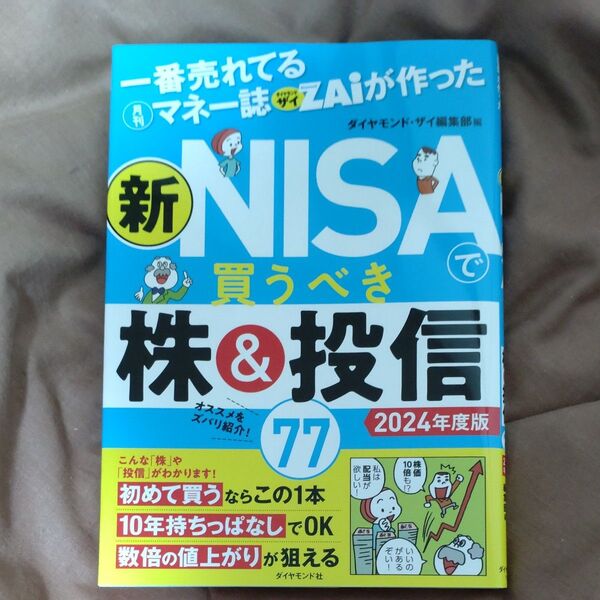 一番売れてる
月刊マネー誌ダイヤモンドザイZAiが作った
ダイヤモンド・ザイ編集部 編
新NISAで
買うべき
株&投信
オススメを
ズバリ紹介!
77
2024年度版
こんな「株」や
「投信」がわかります!
初めて買うならこの1本
10年持ちっぱなしでOK
数倍の値上がりが狙える
株価
10倍も!?
私は
配当が
欲しい!
いいの
がある
ぞい!
ダイヤモンド社